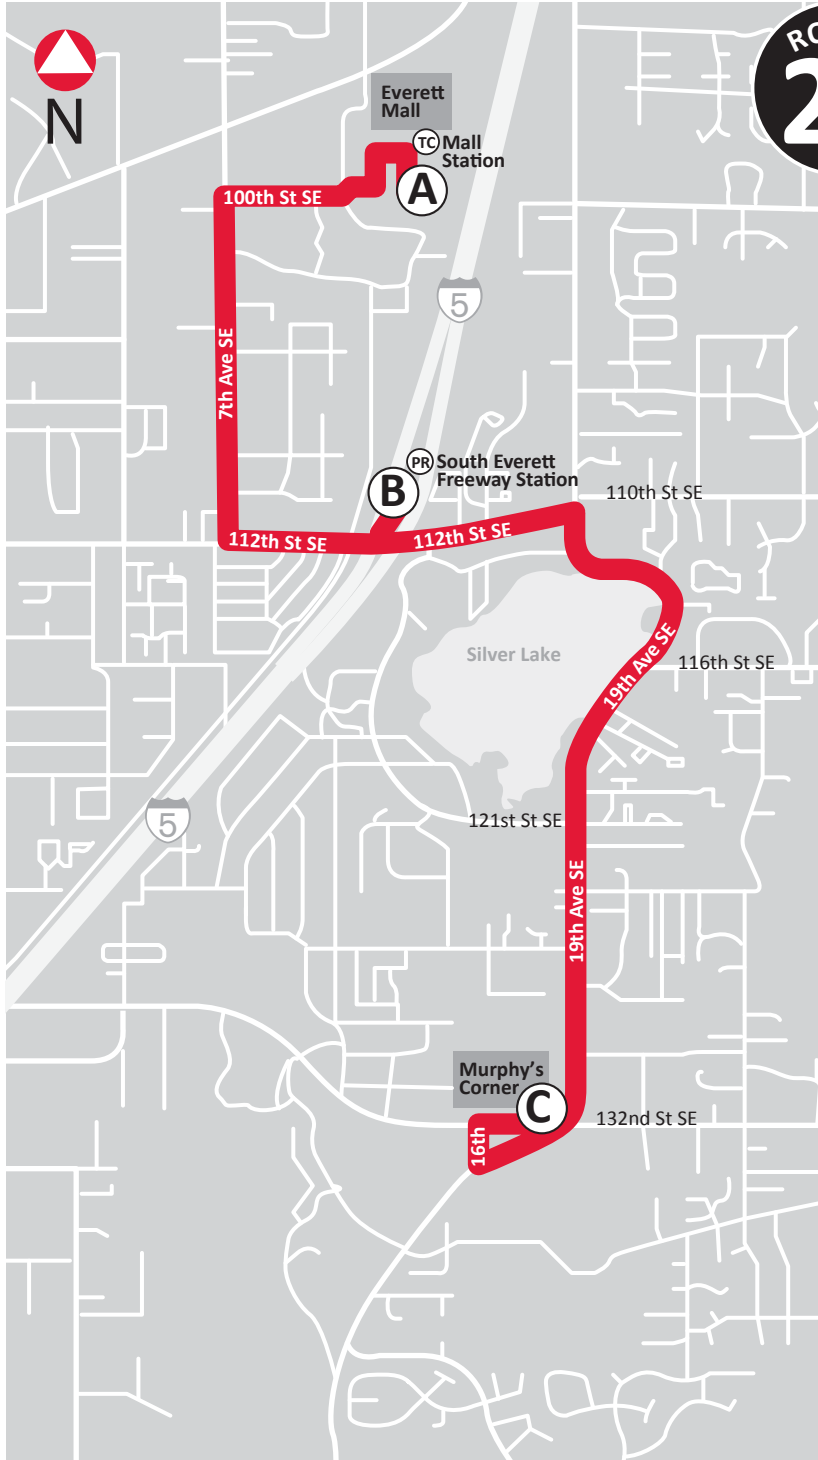 N
Everett
Mall
TC
Mall
Station
A
100th St SE
5
7th Ave SE
PR
South Everett
Freeway Station
B
110th St SE
112th St SE
112th St SE
Silver Lake
19th Ave SE
116th St SE
5
121st St SE
19th Ave SE
Murphy's
Corner
C
132nd St SE
16th